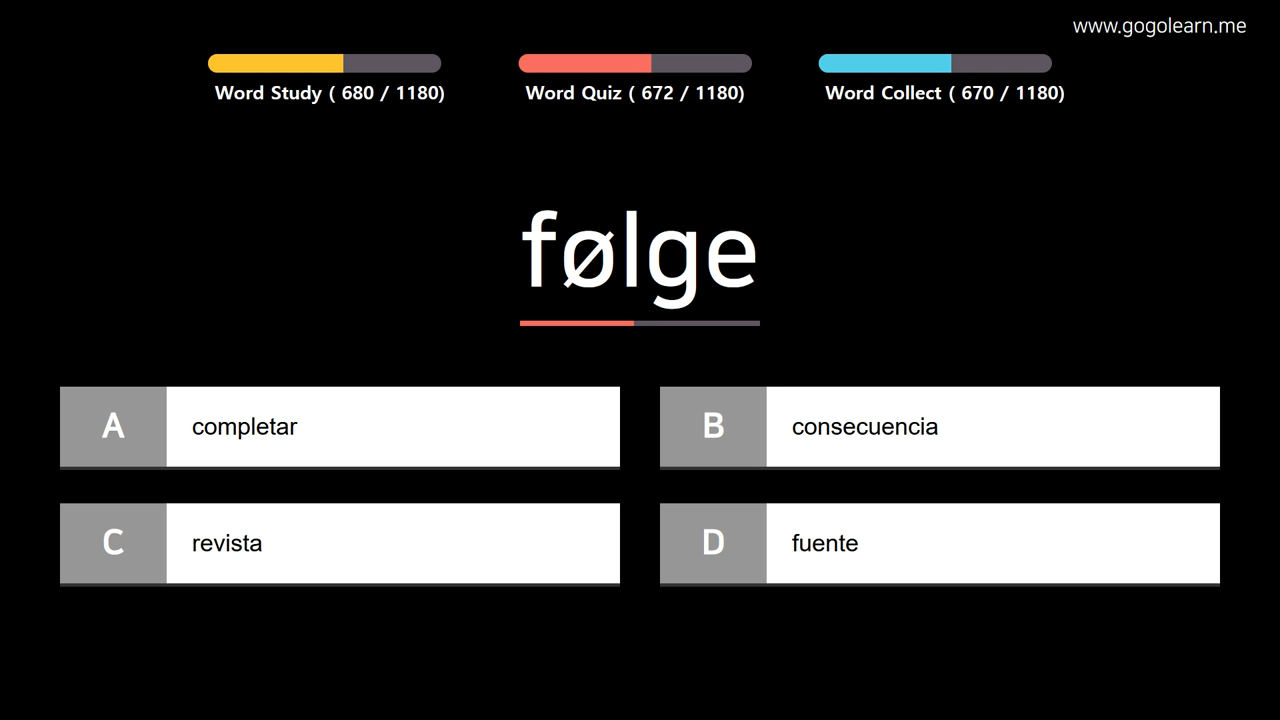 www.gogolearn.me
Word Study ( 680 / 1180)
Word Quiz ( 672 / 1180)
Word Collect ( 670 / 1180)
følge
A completar
B consecuencia
C revista
D fuente